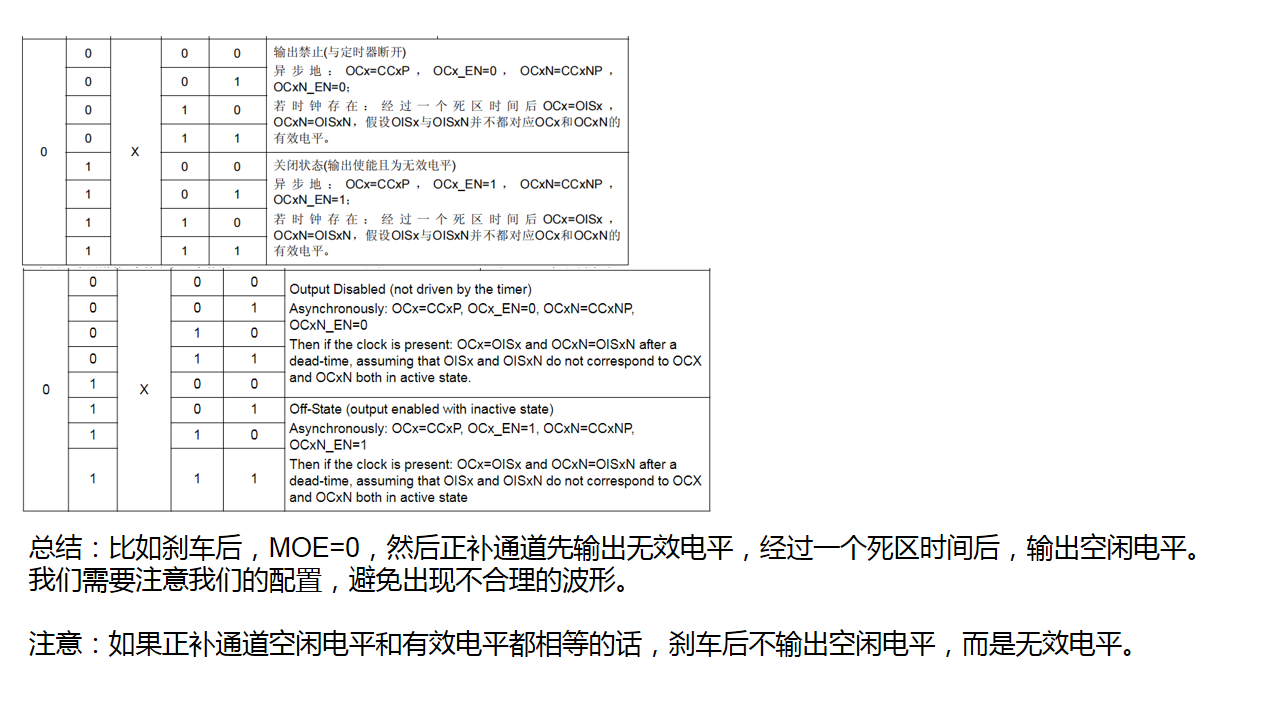 0 0 X 0 0 输出禁止(与定时器断开)
0 0 1 异步地：OCx=CCxP，OCx_EN=0，OCxN=CCxNP，
OCxN_EN=0；
0 1 0 若时钟存在：经过一个死区时间后OCx=OISx，
OCxN=OISxN，假设OISx与OISxN并不都对应OCx和OCxN的
0 1 1 有效电平。
1 0 0 关闭状态(输出使能且为无效电平)
1 0 1 异步地：OCx=CCxP，OCx_EN=1，OCxN=CCxNP，
OCxN_EN=1；
1 1 0 若时钟存在：经过一个死区时间后OCx=OISx，
OCxN=OISxN，假设OISx与OISxN并不都对应OCx和OCxN的
1 1 1 有效电平。
0 0 X 0 0 Output Disabled (not driven by the timer)
0 0 1 Asynchronously: OCx=CCxP, OCx_EN=0, OCxN=CCxNP,
0 1 0 OCxN_EN=0
Then if the clock is present: OCx=OISx and OCxN=OISxN after a
0 1 1 dead-time, assuming that OISx and OISxN do not correspond to OCX
1 0 0 and OCxN both in active state.
1 0 1 Off-State (output enabled with inactive state)
1 1 0 Asynchronously: OCx=CCxP, OCx_EN=1, OCxN=CCxNP,
OCxN_EN=1
Then if the clock is present: OCx=OISx and OCxN=OISxN after a
1 1 1 dead-time, assuming that OISx and OISxN do not correspond to OCX
and OCxN both in active state
总结：比如刹车后，MOE=0，然后正补通道先输出无效电平，经过一个死区时间后，输出空闲电平。
我们需要注意我们的配置，避免出现不合理的波形。
注意：如果正补通道空闲电平和有效电平都相等的话，刹车后不输出空闲电平，而是无效电平。